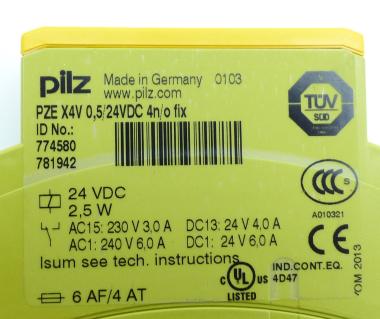 pilz
Made in Germany 0103
www.pilz.com
PZE X4V 0,5/24VDC 4n/o fix
ID No.:
774580
781942
TÜV
SÜD
24 VDC
2,5 W
AC15: 230 V 3,0 A DC13: 24 V 4,0 A
AC1: 240 V 6,0 A DC1: 24 V 6,0 A
Isum see tech. instructions
6 AF/4 AT
CCC S
A010321
CE
YOM 2013
C UL US
LISTED
IND.CONT.EQ.
4D47